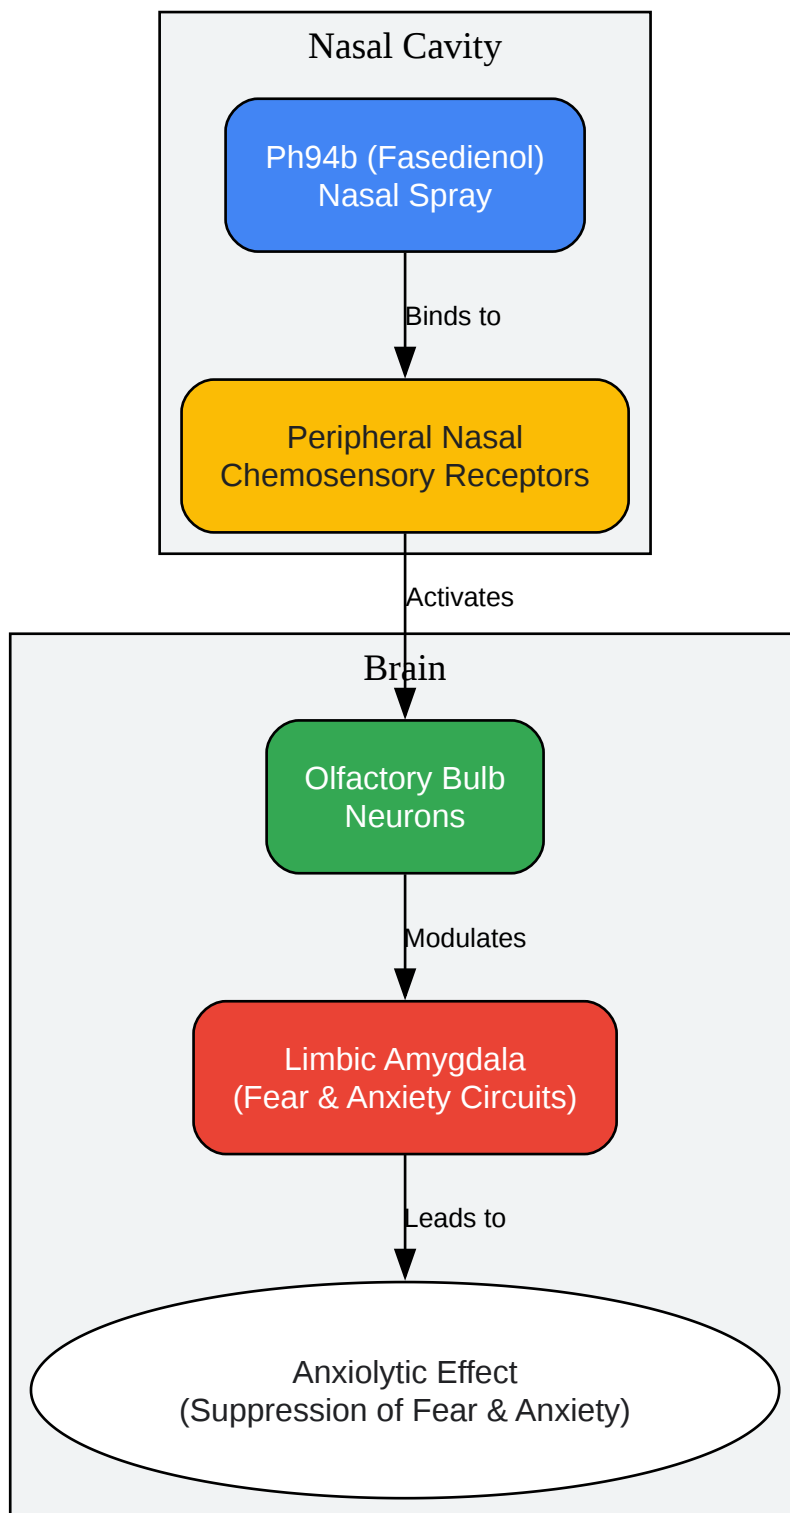 Nasal Cavity
Ph94b (Fasedienol)
Nasal Spray
Binds to
Peripheral Nasal
Chemosensory Receptors
Activates
Brain
Olfactory Bulb
Neurons
Modulates
Limbic Amygdala
(Fear & Anxiety Circuits)
Leads to
Anxiolytic Effect
(Suppression of Fear & Anxiety)